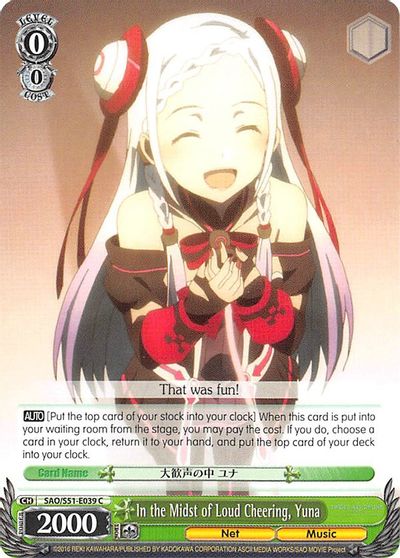 LEVEL
0
0
COST
That was fun!
AUTO [Put the top card of your stock into your clock] When this card is put into
your waiting room from the stage, you may pay the cost. If you do, choose a
card in your clock, return it to your hand, and put the top card of your deck
into your clock.
Card Name 大歓声の中 ユナ
CH SAO/S51-E039 C
In the Midst of Loud Cheering, Yuna
POWER
2000
Net
Music
©2016 REKI KAWAHARA/PUBLISHED BY KADOKAWA CORPORATION ASCII MEDIA WORKS/SAO MOVIE Project